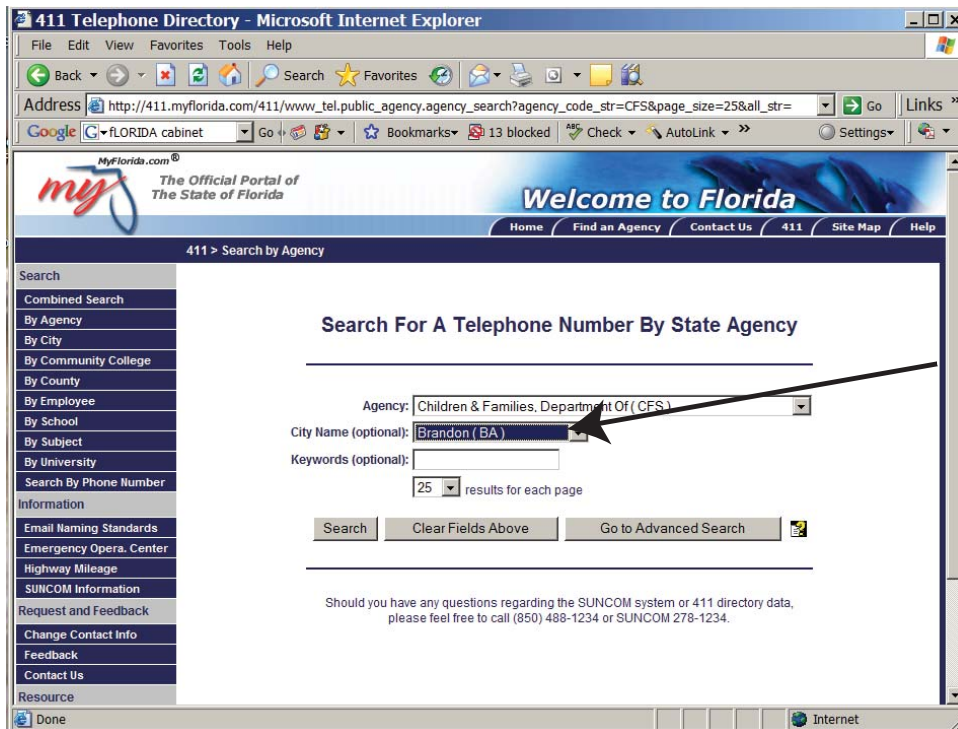 411 Telephone Directory - Microsoft Internet Explorer
File Edit View Favorites Tools Help
Back Search Favorites
Address http://411.myflorida.com/411/www_tel.public_agency.agency_search?agency_code_str=CFS&page_size=25&all_str= Go Links »
Google G fLORIDA cabinet Go Bookmarks 13 blocked ABC Check AutoLink » Settings
MyFlorida.com®
my
The Official Portal of
The State of Florida
Welcome to Florida
Home Find an Agency Contact Us 411 Site Map Help
411 > Search by Agency
Search
Combined Search
By Agency
By City
By Community College
By County
By Employee
By School
By Subject
By University
Search By Phone Number
Information
Email Naming Standards
Emergency Opera. Center
Highway Mileage
SUNCOM Information
Request and Feedback
Change Contact Info
Feedback
Contact Us
Resource
Search For A Telephone Number By State Agency
Agency: Children & Families, Department Of ( CFS )
City Name (optional): Brandon ( BA )
Keywords (optional):
25 results for each page
Search Clear Fields Above Go to Advanced Search
Should you have any questions regarding the SUNCOM system or 411 directory data,
please feel free to call (850) 488-1234 or SUNCOM 278-1234.
Done Internet